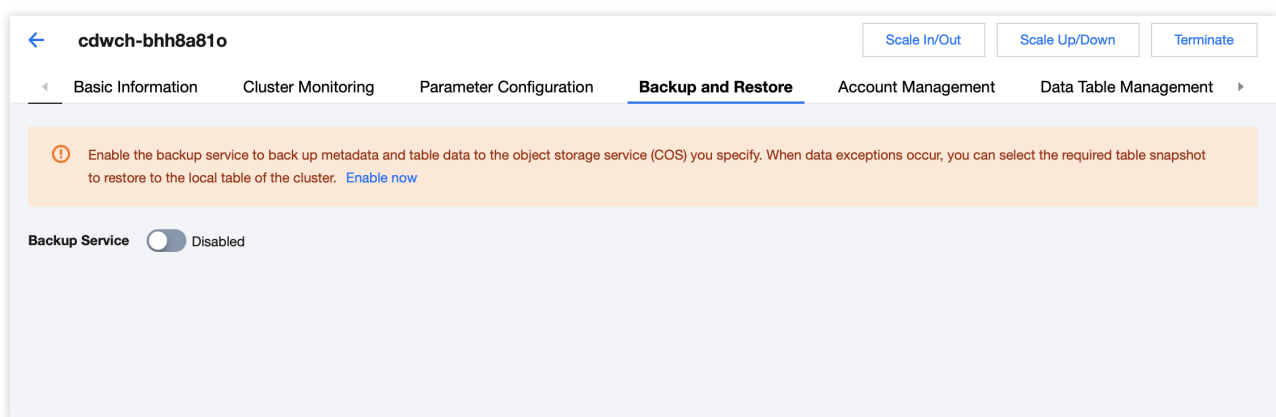 cdwch-bhh8a81o
Scale In/Out
Scale Up/Down
Terminate
Basic Information
Cluster Monitoring
Parameter Configuration
Backup and Restore
Account Management
Data Table Management
Enable the backup service to back up metadata and table data to the object storage service (COS) you specify. When data exceptions occur, you can select the required table snapshot
to restore to the local table of the cluster. Enable now
Backup Service Disabled